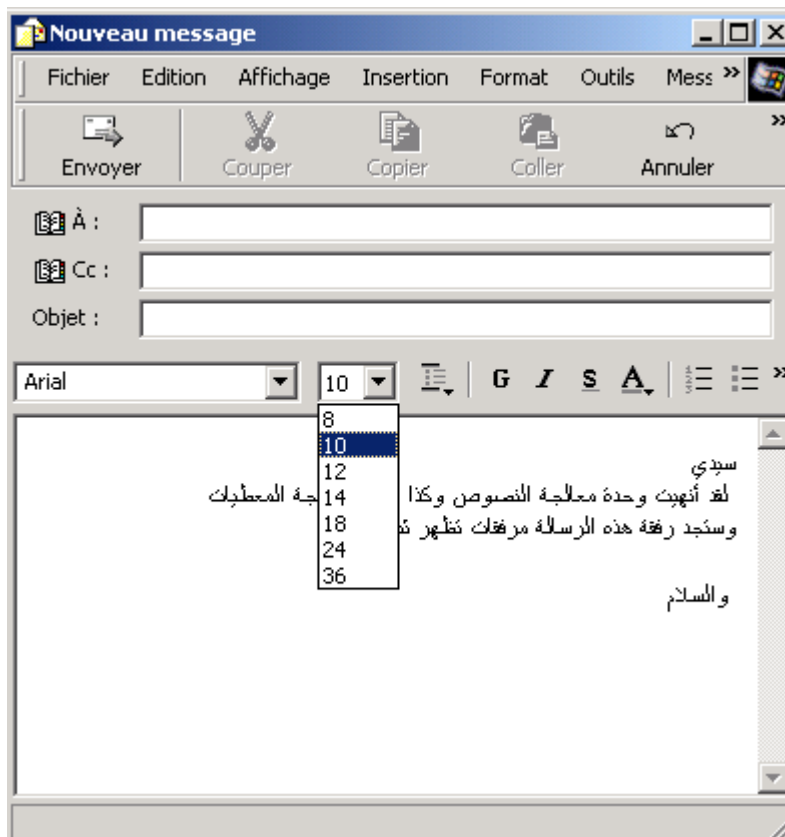 Nouveau message
Fichier Edition Affichage Insertion Format Outils Mess »
Envoyer Couper Copier Coller Annuler »
À :
Cc :
Objet :
Arial 10 G I S A »
8
10
12
14
18
24
36
سيدي
لقد أنهيت وحدة معالجة النصوص وكذا المعطيات
وستجد رفقة هذه الرسالة مرفقات تظهر
والسلام